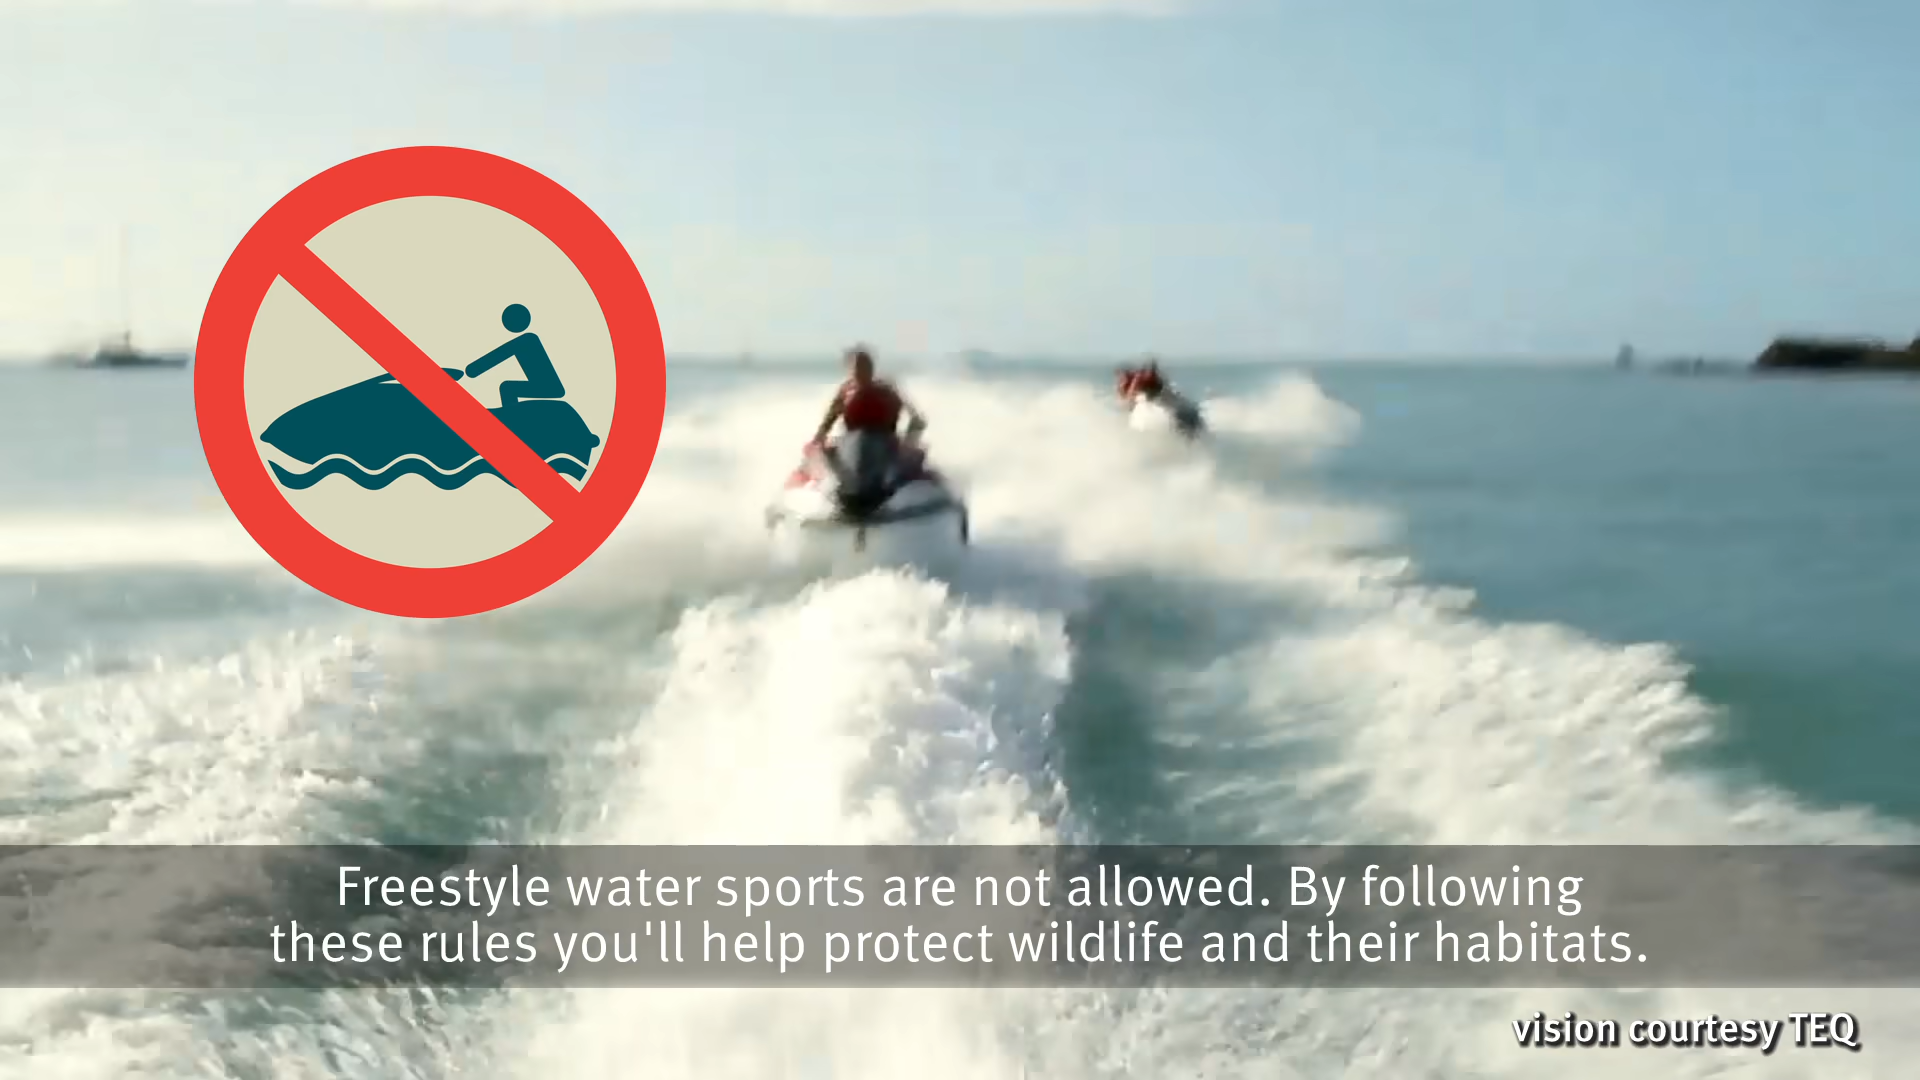 Freestyle water sports are not allowed. By following
these rules you'll help protect wildlife and their habitats.
vision courtesy TEQ